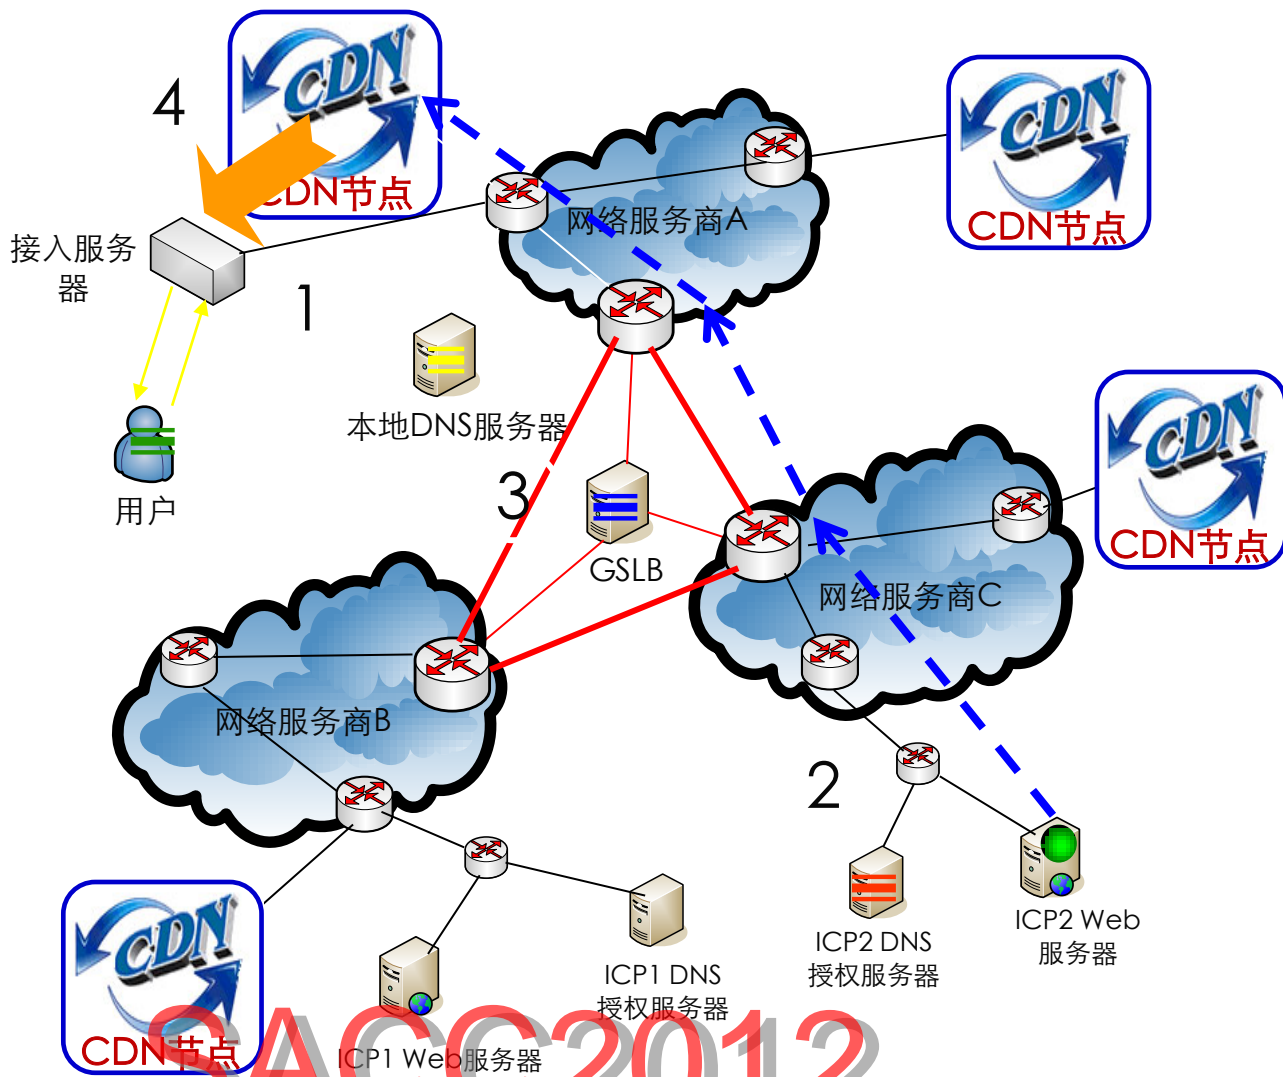 CDN
CDN节点
4
CDN
CDN节点
网络服务商A
接入服务
器
1
本地DNS服务器
CDN
CDN节点
3
用户
GSLB
网络服务商C
网络服务商B
2
ICP2 Web
服务器
ICP2 DNS
授权服务器
CDN
CDN节点
ICP1 DNS
授权服务器
ICP1 Web服务器
SACC2012